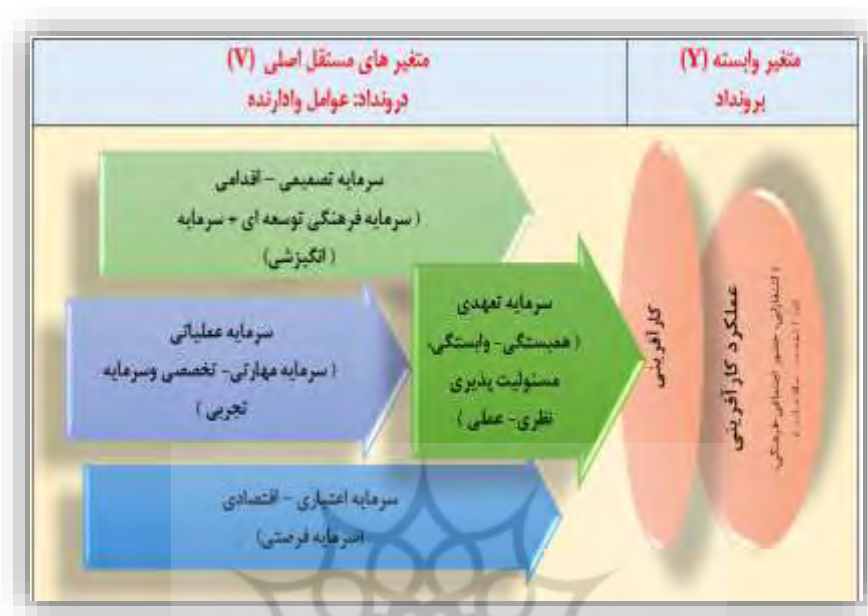 متغیر وابسته (Y)
برونداد
متغیر های مستقل اصلی (V)
درونداد: عوامل وادارنده
سرمایه تصمیمی – اقدامی
( سرمایه فرهنگی توسعه ای + سرمایه
انگیزشی)
سرمایه عملیاتی
( سرمایه مهارتی- تخصصی وسرمایه
تجربی )
سرمایه تعهدی
( همبستگی- وابستگی،
مسئولیت پذیری
نظری- عملی )
سرمایه اعتباری – اقتصادی
(سرمایه فرصتی)
کارآفرینی
عملکرد کارآفرینی